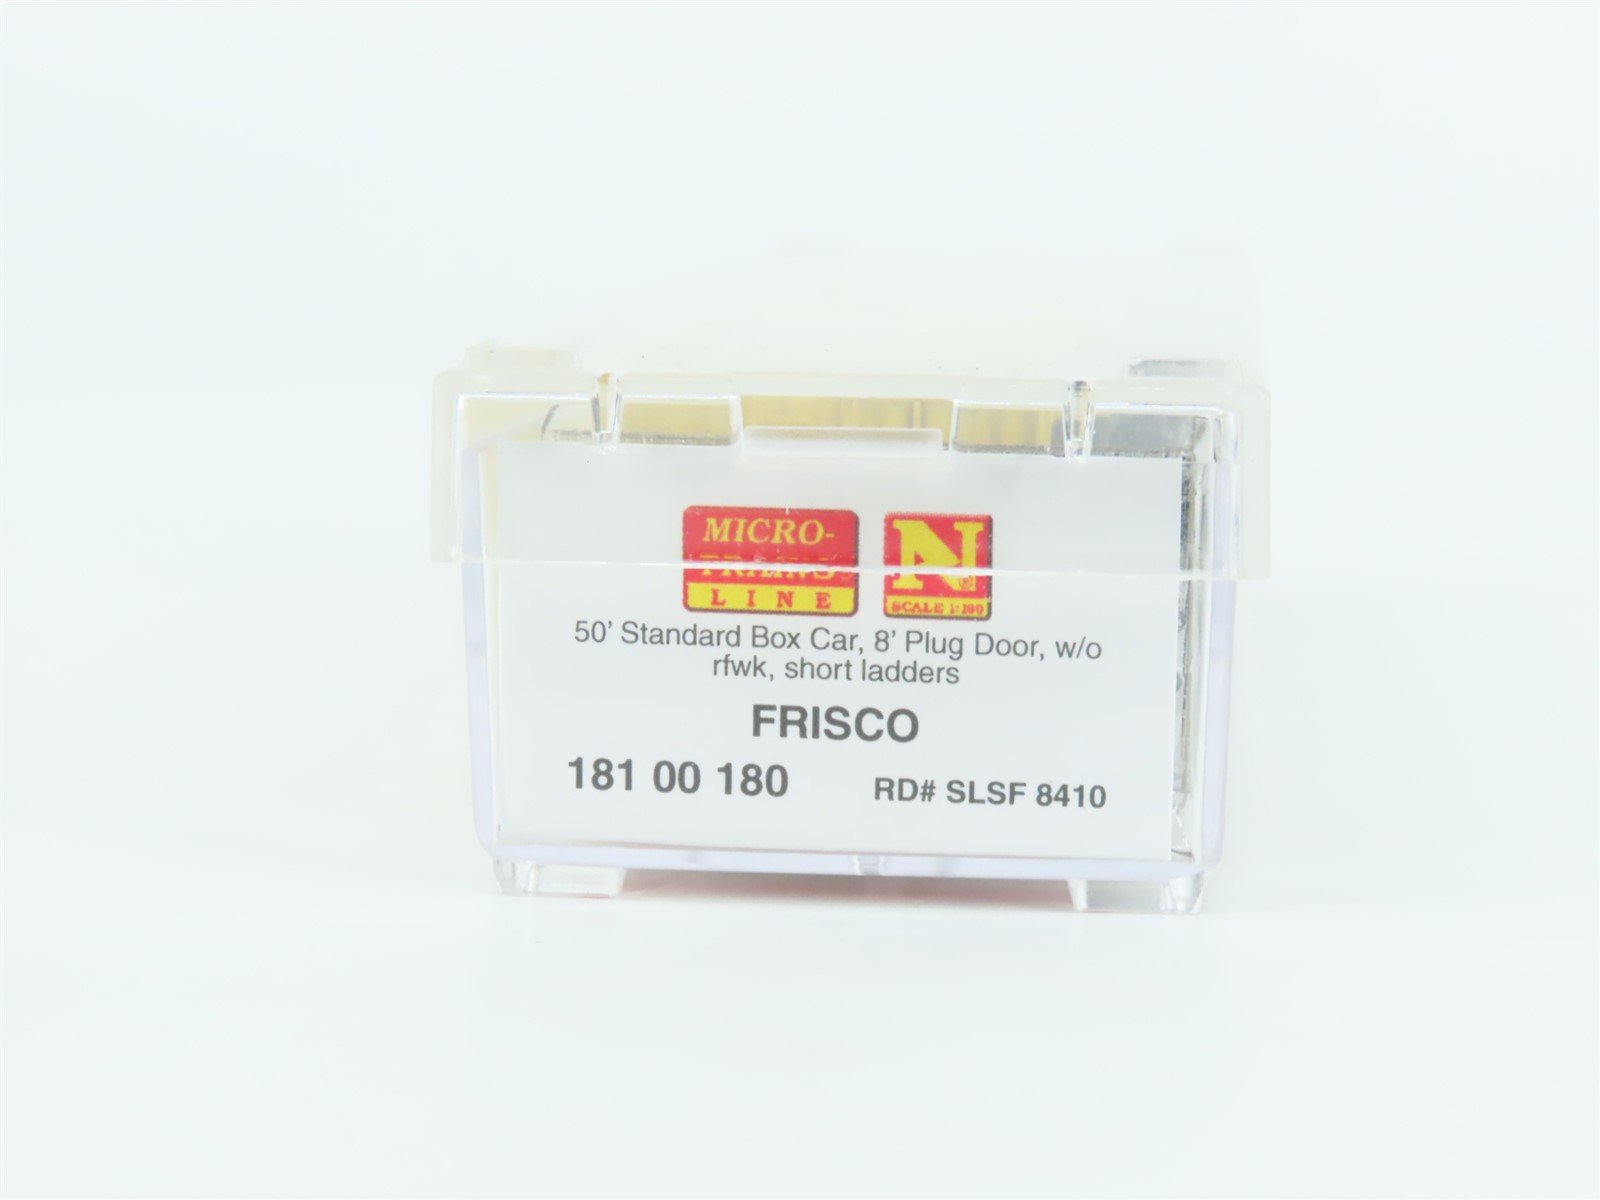 MICRO-
TRAINS
LINE
N
SCALE 1:160
50' Standard Box Car, 8' Plug Door, w/o
rfwk, short ladders
FRISCO
181 00 180
RD# SLSF 8410